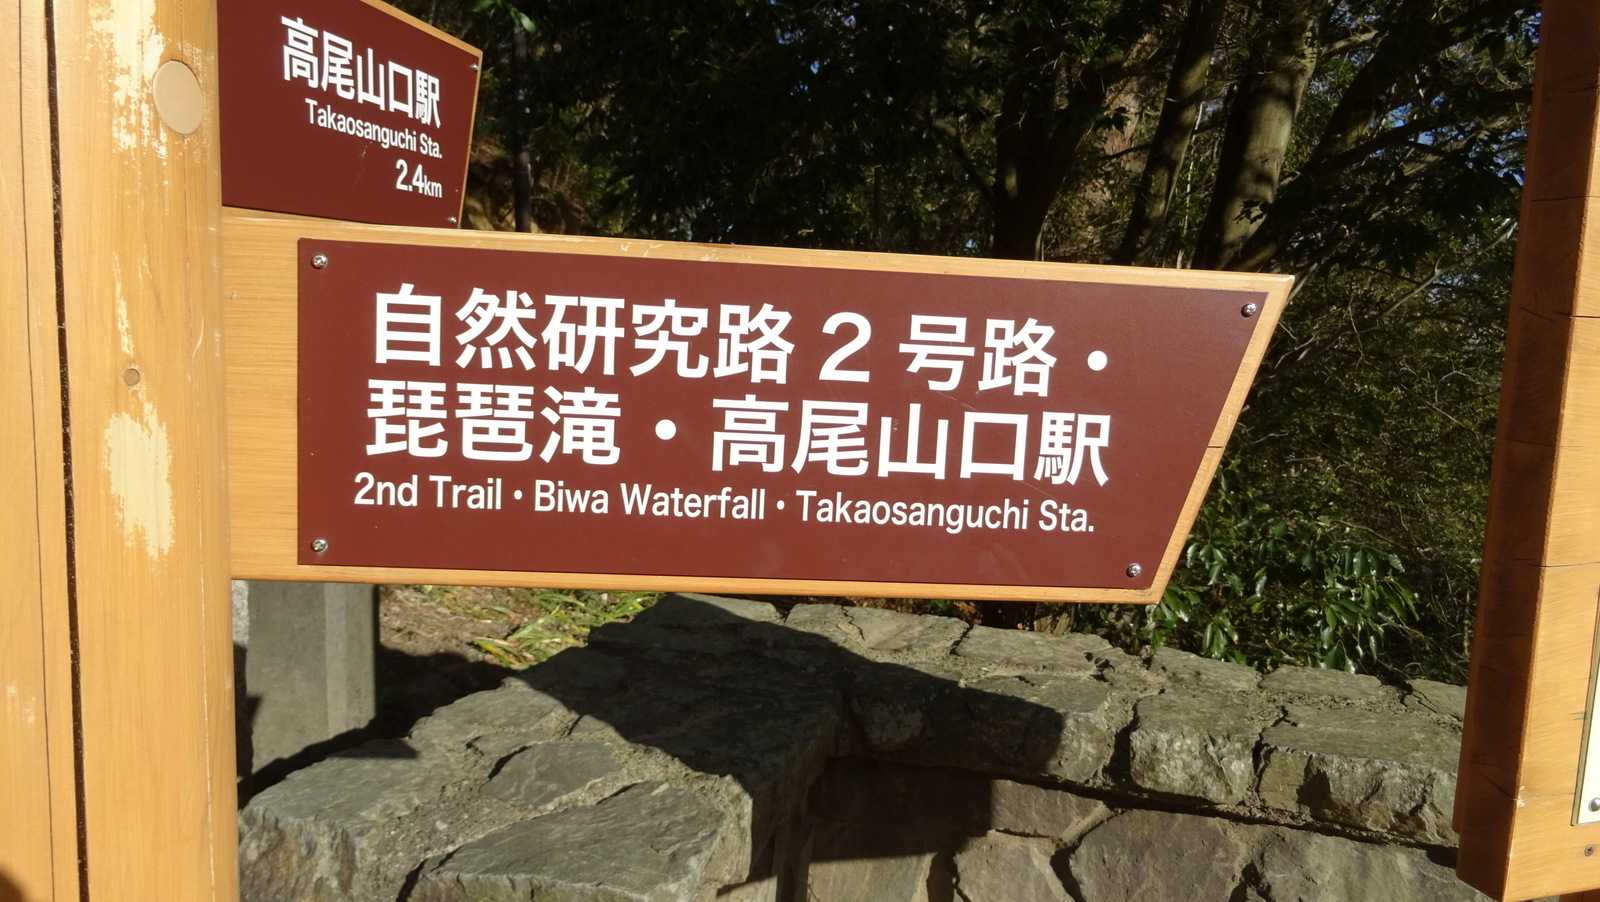 高尾山口駅
Takaosanguchi Sta.
2.4km
自然研究路２号路・
琵琶滝・高尾山口駅
2nd Trail・Biwa Waterfall・Takaosanguchi Sta.